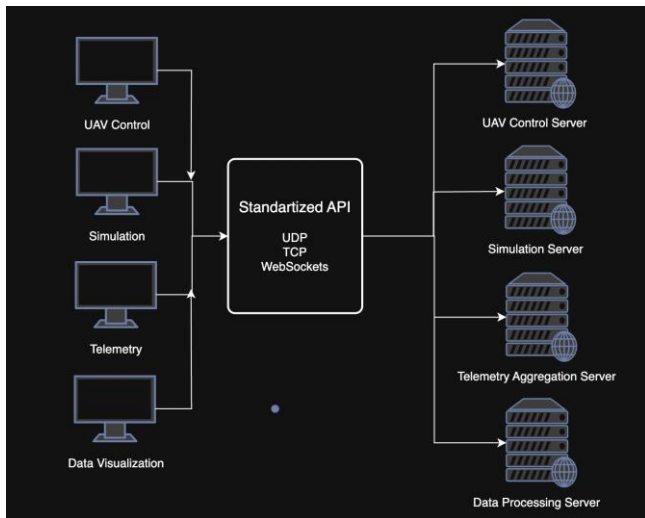 UAV Control
Simulation
Telemetry
Data Visualization
Standartized API
UDP
TCP
WebSockets
UAV Control Server
Simulation Server
Telemetry Aggregation Server
Data Processing Server